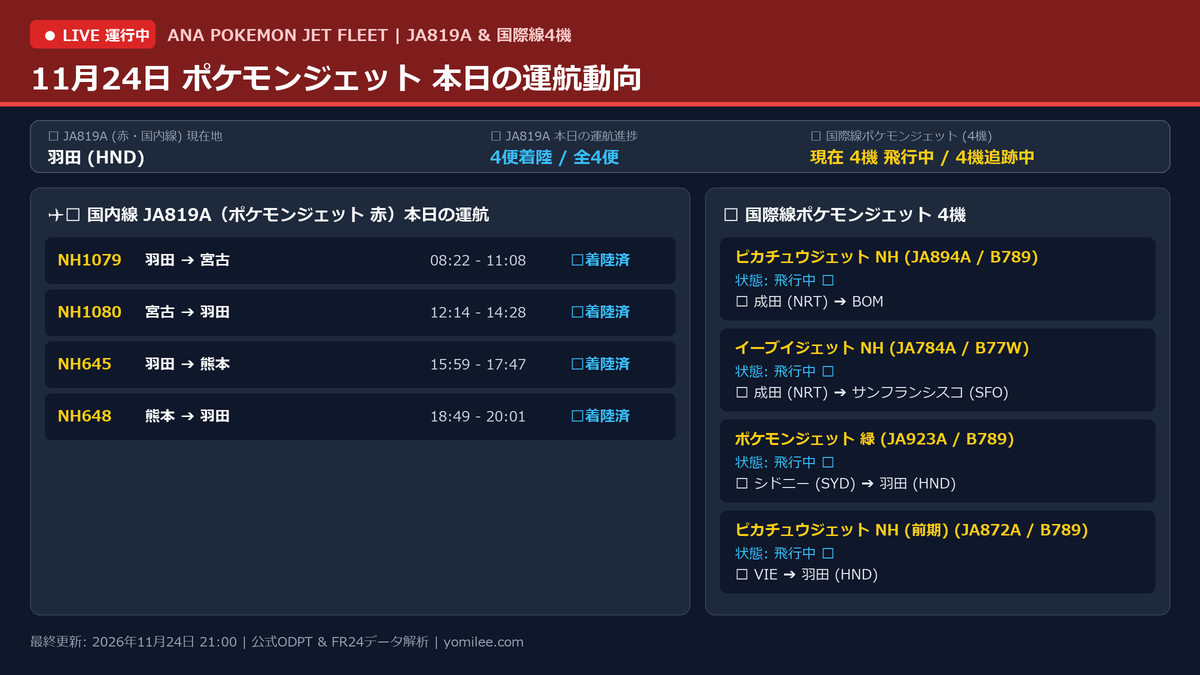 ● LIVE 運行中 ANA POKEMON JET FLEET | JA819A & 国際線4機
11月24日 ポケモンジェット 本日の運航動向
□ JA819A (赤・国内線) 現在地
羽田 (HND)
□ JA819A 本日の運航進捗
4便着陸 / 全4便
□ 国際線ポケモンジェット (4機)
現在 4機 飛行中 / 4機追跡中
✈□ 国内線 JA819A（ポケモンジェット 赤）本日の運航
NH1079 羽田 → 宮古 08:22 - 11:08 □着陸済
NH1080 宮古 → 羽田 12:14 - 14:28 □着陸済
NH645 羽田 → 熊本 15:59 - 17:47 □着陸済
NH648 熊本 → 羽田 18:49 - 20:01 □着陸済
□ 国際線ポケモンジェット 4機
ピカチュウジェット NH (JA894A / B789)
状態: 飛行中 □
□ 成田 (NRT) → BOM
イーブイジェット NH (JA784A / B77W)
状態: 飛行中 □
□ 成田 (NRT) → サンフランシスコ (SFO)
ポケモンジェット 緑 (JA923A / B789)
状態: 飛行中 □
□ シドニー (SYD) → 羽田 (HND)
ピカチュウジェット NH (前期) (JA872A / B789)
状態: 飛行中 □
□ VIE → 羽田 (HND)
最終更新: 2026年11月24日 21:00 | 公式ODPT & FR24データ解析 | yomilee.com